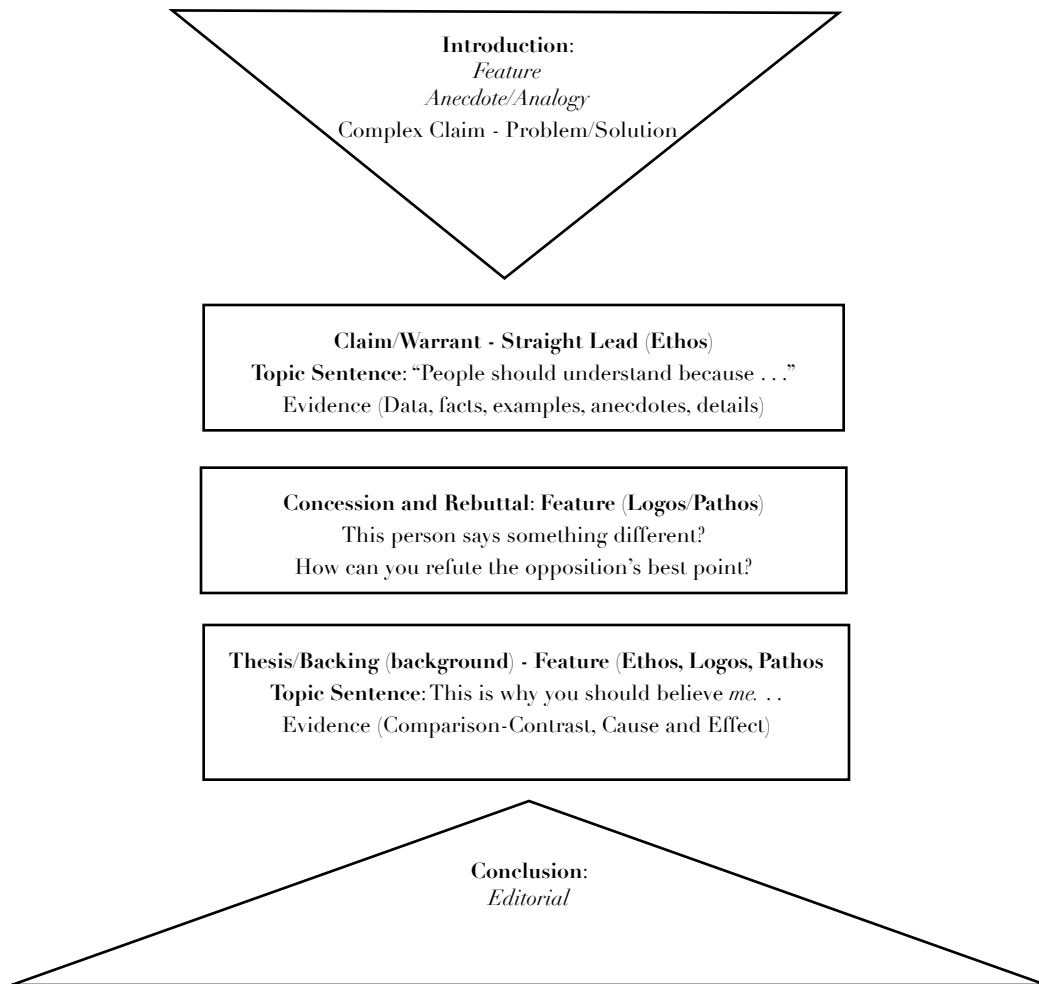 Introduction:
Feature
Anecdote/Analogy
Complex Claim - Problem/Solution
Claim/Warrant - Straight Lead (Ethos)
Topic Sentence: “People should understand because . . .”
Evidence (Data, facts, examples, anecdotes, details)
Concession and Rebuttal: Feature (Logos/Pathos)
This person says something different?
How can you refute the opposition’s best point?
Thesis/Backing (background) - Feature (Ethos, Logos, Pathos
Topic Sentence: This is why you should believe me. . .
Evidence (Comparison-Contrast, Cause and Effect)
Conclusion:
Editorial